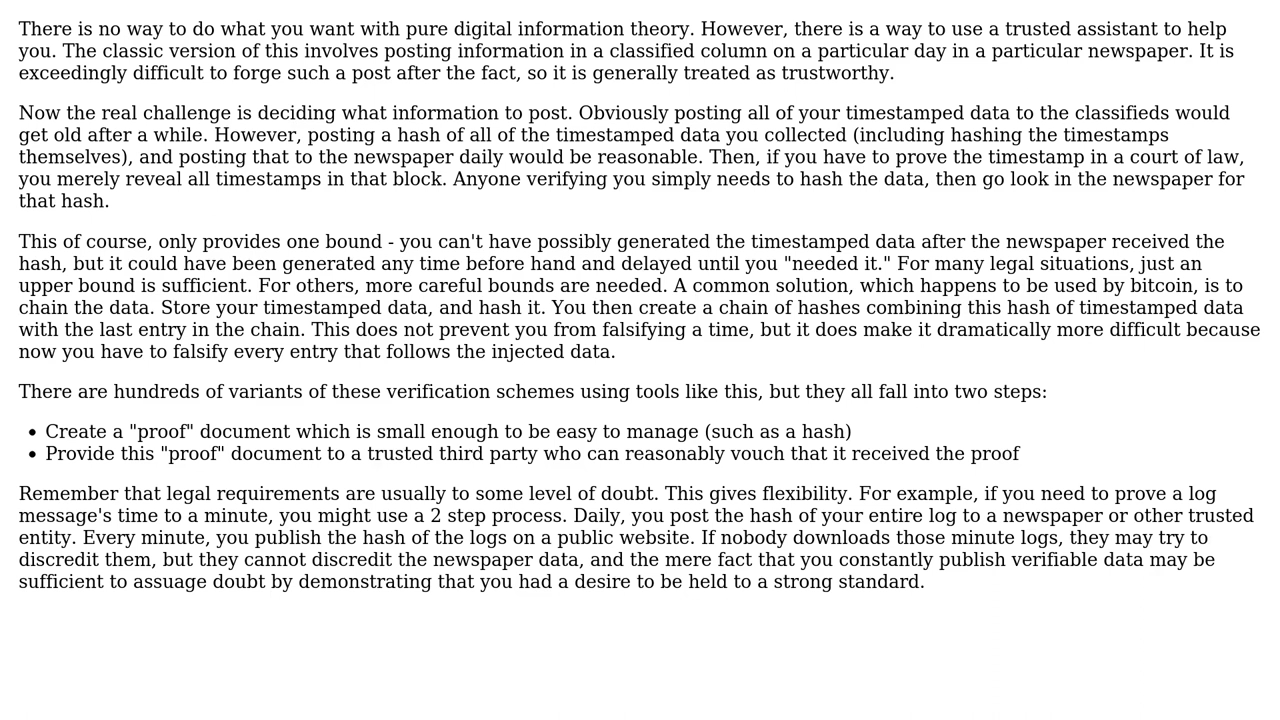 There is no way to do what you want with pure digital information theory. However, there is a way to use a trusted assistant to help
you. The classic version of this involves posting information in a classified column on a particular day in a particular newspaper. It is
exceedingly difficult to forge such a post after the fact, so it is generally treated as trustworthy.
Now the real challenge is deciding what information to post. Obviously posting all of your timestamped data to the classifieds would
get old after a while. However, posting a hash of all of the timestamped data you collected (including hashing the timestamps
themselves), and posting that to the newspaper daily would be reasonable. Then, if you have to prove the timestamp in a court of law,
you merely reveal all timestamps in that block. Anyone verifying you simply needs to hash the data, then go look in the newspaper for
that hash.
This of course, only provides one bound - you can't have possibly generated the timestamped data after the newspaper received the
hash, but it could have been generated any time before hand and delayed until you "needed it." For many legal situations, just an
upper bound is sufficient. For others, more careful bounds are needed. A common solution, which happens to be used by bitcoin, is to
chain the data. Store your timestamped data, and hash it. You then create a chain of hashes combining this hash of timestamped data
with the last entry in the chain. This does not prevent you from falsifying a time, but it does make it dramatically more difficult because
now you have to falsify every entry that follows the injected data.
There are hundreds of variants of these verification schemes using tools like this, but they all fall into two steps:
• Create a "proof" document which is small enough to be easy to manage (such as a hash)
• Provide this "proof" document to a trusted third party who can reasonably vouch that it received the proof
Remember that legal requirements are usually to some level of doubt. This gives flexibility. For example, if you need to prove a log
message's time to a minute, you might use a 2 step process. Daily, you post the hash of your entire log to a newspaper or other trusted
entity. Every minute, you publish the hash of the logs on a public website. If nobody downloads those minute logs, they may try to
discredit them, but they cannot discredit the newspaper data, and the mere fact that you constantly publish verifiable data may be
sufficient to assuage doubt by demonstrating that you had a desire to be held to a strong standard.